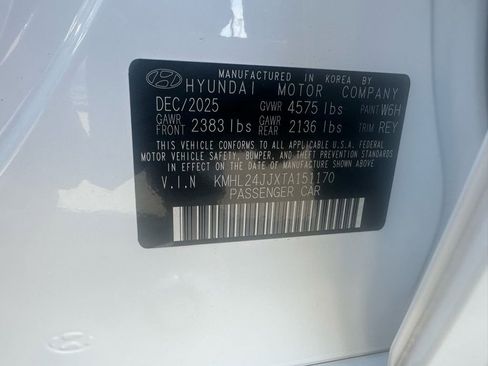 MANUFACTURED IN KOREA BY
HYUNDAI MOTOR COMPANY
DEC/2025 GVWR 4575 lbs PAINT W6H
GAWR FRONT 2383 lbs GAWR REAR 2136 lbs TRIM REY
THIS VEHICLE CONFORMS TO ALL APPLICABLE U.S.A. FEDERAL
MOTOR VEHICLE SAFETY, BUMPER, AND THEFT PREVENTION STANDARDS
IN EFFECT ON THE DATE OF MANUFACTURE SHOWN ABOVE.
V.I.N KMHL24JJXTA151170
PASSENGER CAR